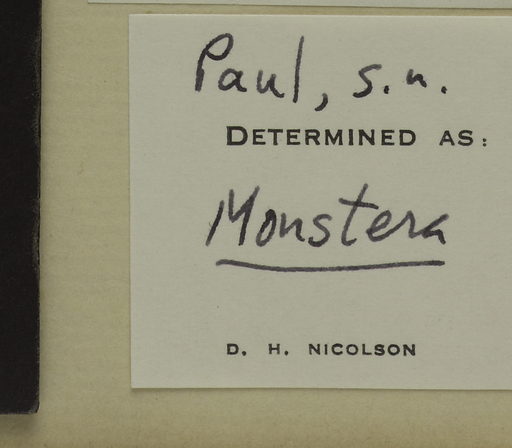 Paul, s.n.
DETERMINED AS:
Monstera
D. H. NICOLSON